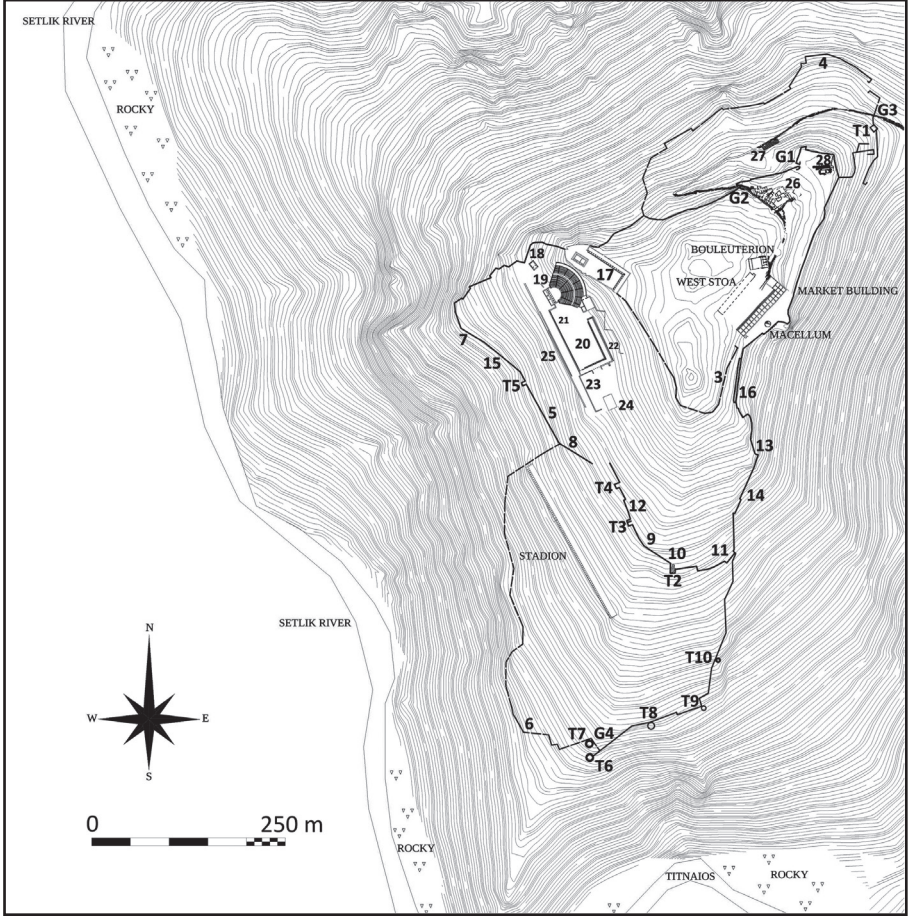 SETLIK RIVER
4
ROCKY
G3
T1
27
G1
28
26
G2
BOULEUTERION
18
17
19
WEST STOA
MARKET BUILDING
21
20
22
MACELLUM
7
25
15
3
T5
23
16
24
5
8
13
T4
14
12
T3
9
10
11
STADION
T2
SETLIK RIVER
N
T10
W
E
T9
T8
6
T7
G4
T6
S
0
250 m
ROCKY
TITNAIOS
ROCKY